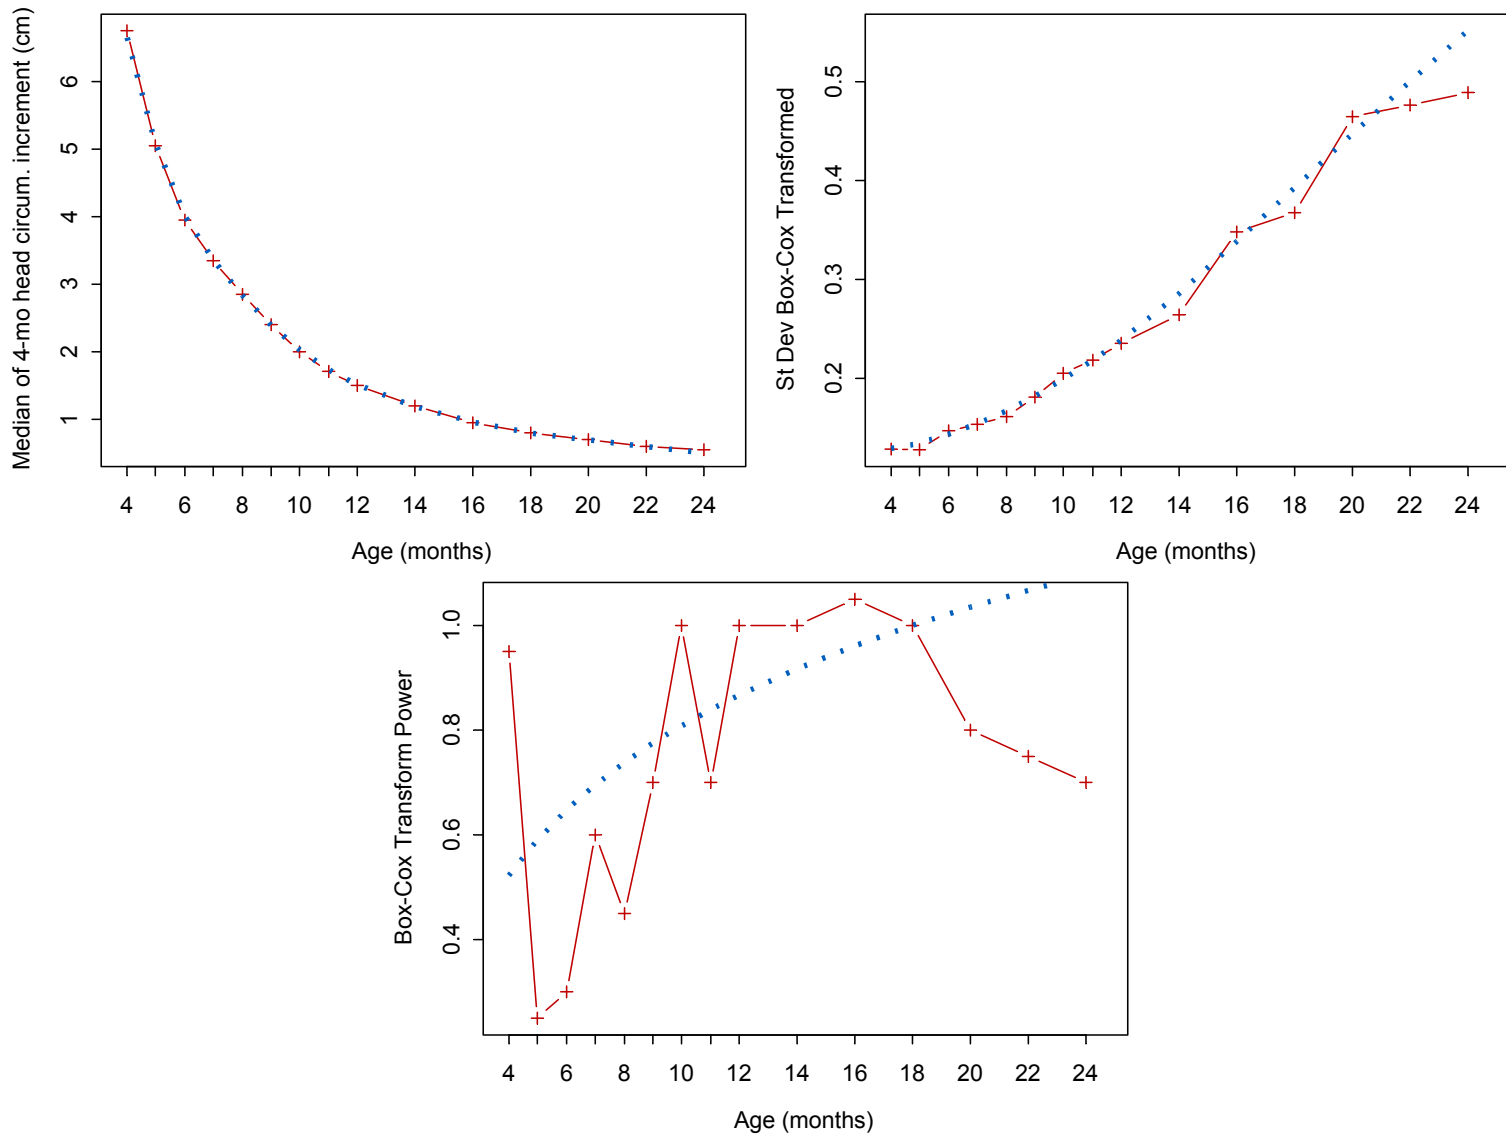 Median of 4-mo head circum. increment (cm)
6
5
4
3
2
1
4 6 8 10 12 14 16 18 20 22 24
Age (months)
St Dev Box-Cox Transformed
0.5
0.4
0.3
0.2
4 6 8 10 12 14 16 18 20 22 24
Age (months)
Box-Cox Transform Power
1.0
0.8
0.6
0.4
4 6 8 10 12 14 16 18 20 22 24
Age (months)